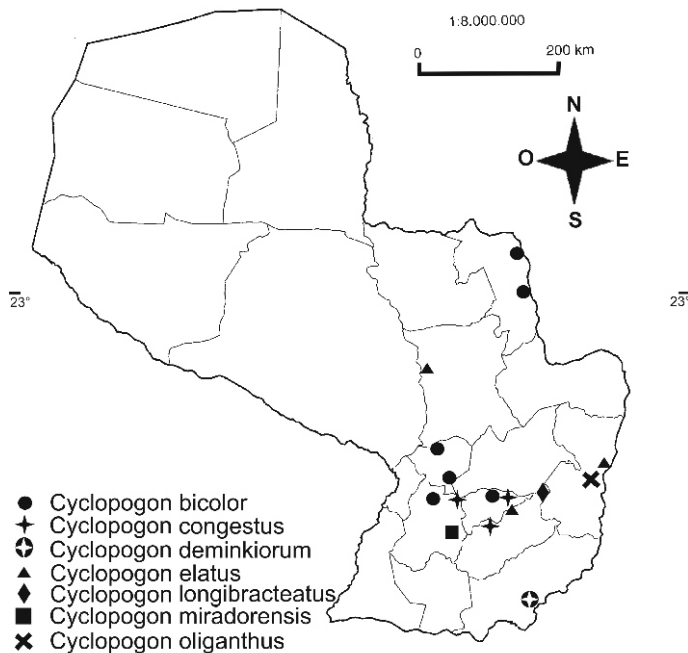 1:8.000.000
0 200 km
N
O E
S
23° 23°
Cyclopogon bicolor
Cyclopogon congestus
Cyclopogon deminkiorum
Cyclopogon elatus
Cyclopogon longibracteatus
Cyclopogon miradorensis
Cyclopogon oliganthus